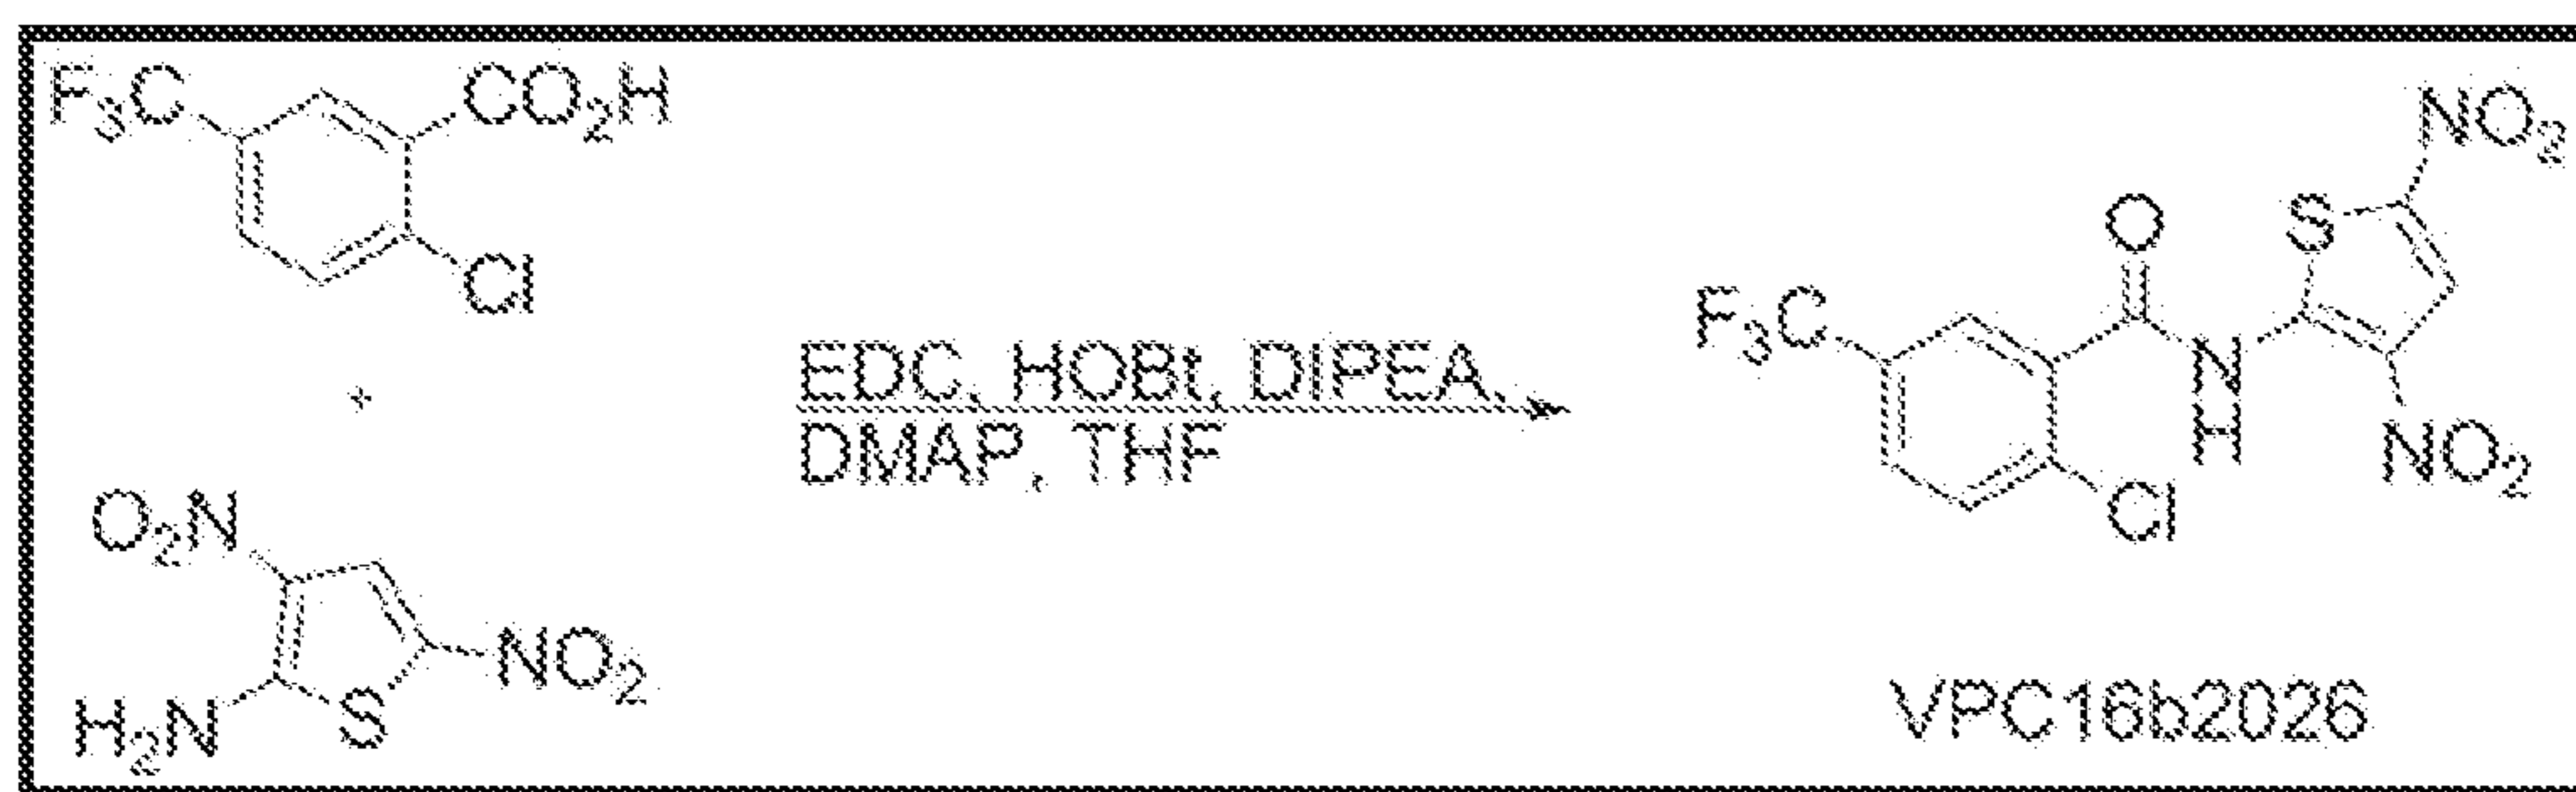 F₃C
CO₂H
Cl
+
O₂N
NO₂
H₂N
S
EDC, HOBt, DIPEA,
DMAP, THF
NO₂
S
O
F₃C
N
H
NO₂
Cl
VPC16b2026